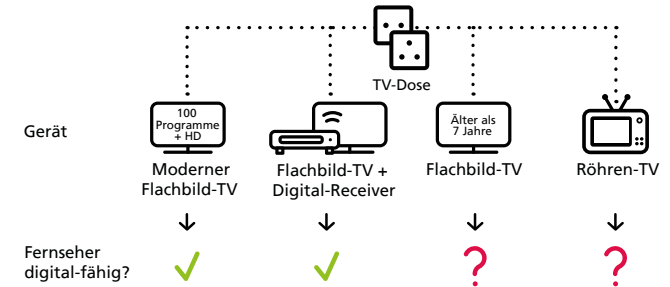 TV-Dose
Gerät
100
Programme
+ HD
Älter als
7 Jahre
Moderner
Flachbild-TV
Flachbild-TV +
Digital-Receiver
Flachbild-TV
Röhren-TV
Fernseher
digital-fähig?
?
?